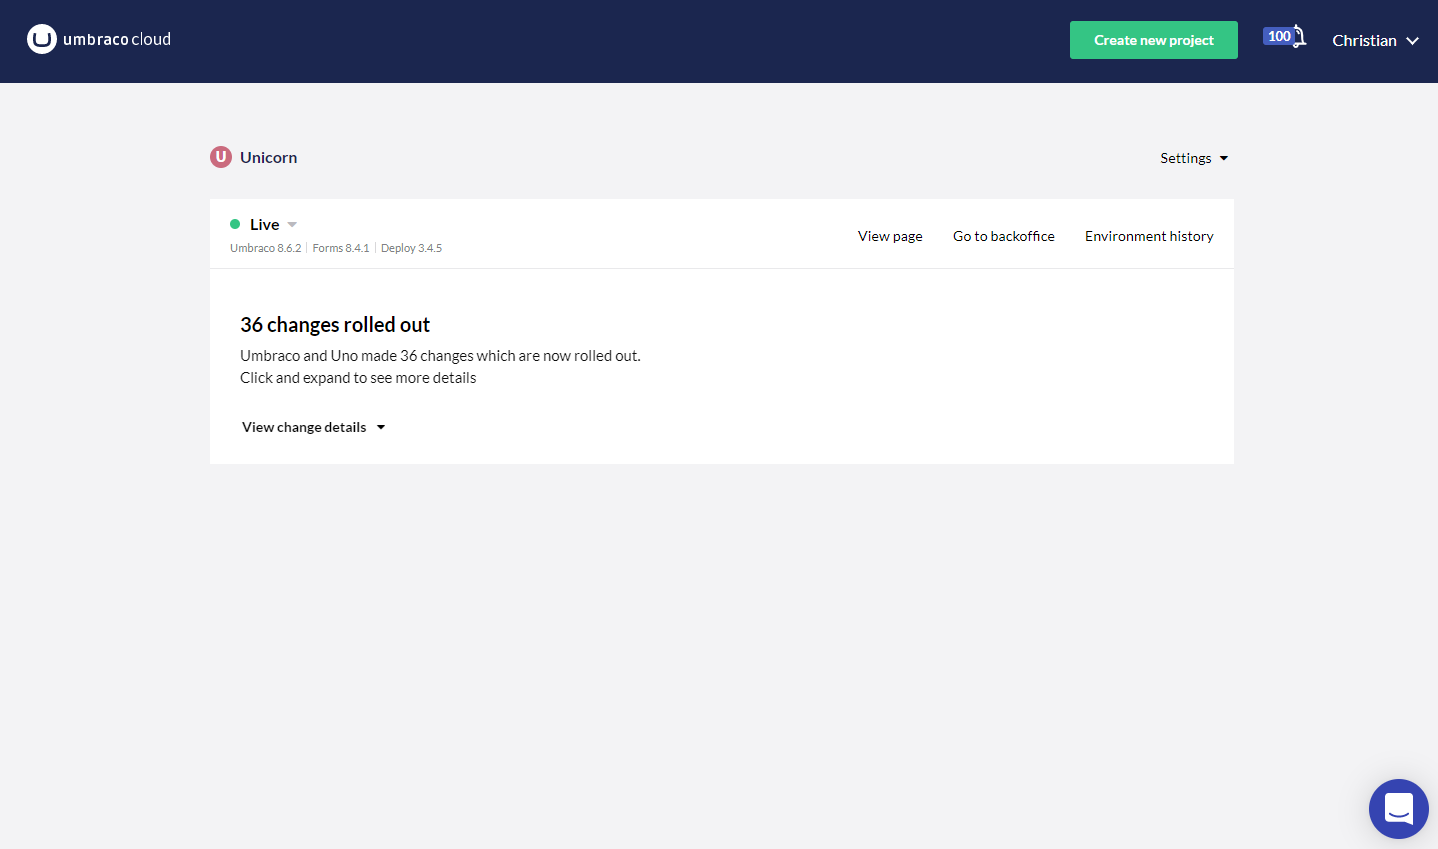 umbraco cloud
Create new project
100
Christian
U Unicorn
Settings
Live
Umbraco 8.6.2 | Forms 8.4.1 | Deploy 3.4.5
View page
Go to backoffice
Environment history
36 changes rolled out
Umbraco and Uno made 36 changes which are now rolled out.
Click and expand to see more details
View change details